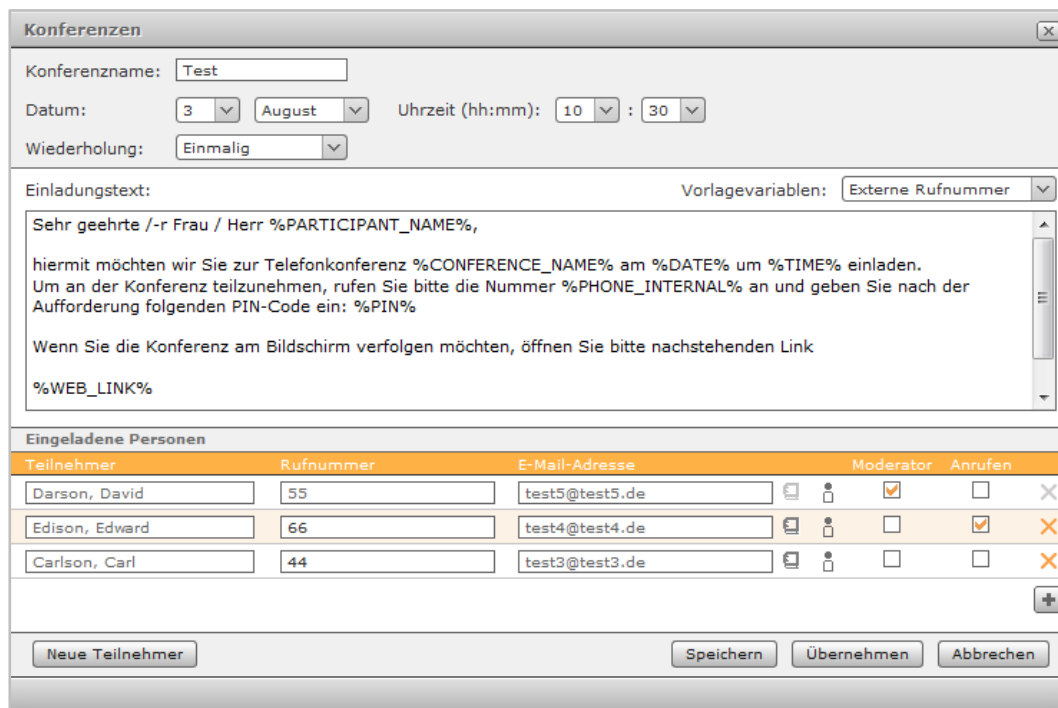 Konferenzen
Konferenzname: Test
Datum: 3 August Uhrzeit (hh:mm): 10 : 30
Wiederholung: Einmalig
Einladungstext: Vorlagevariablen: Externe Rufnummer
Sehr geehrte /-r Frau / Herr %PARTICIPANT_NAME%,
hiermit möchten wir Sie zur Telefonkonferenz %CONFERENCE_NAME% am %DATE% um %TIME% einladen.
Um an der Konferenz teilzunehmen, rufen Sie bitte die Nummer %PHONE_INTERNAL% an und geben Sie nach der
Aufforderung folgenden PIN-Code ein: %PIN%
Wenn Sie die Konferenz am Bildschirm verfolgen möchten, öffnen Sie bitte nachstehenden Link
%WEB_LINK%
Eingeladene Personen
Teilnehmer Rufnummer E-Mail-Adresse Moderator Anrufen
Darson, David 55 test5@test5.de
Edison, Edward 66 test4@test4.de
Carlson, Carl 44 test3@test3.de
Neue Teilnehmer Speichern Übernehmen Abbrechen